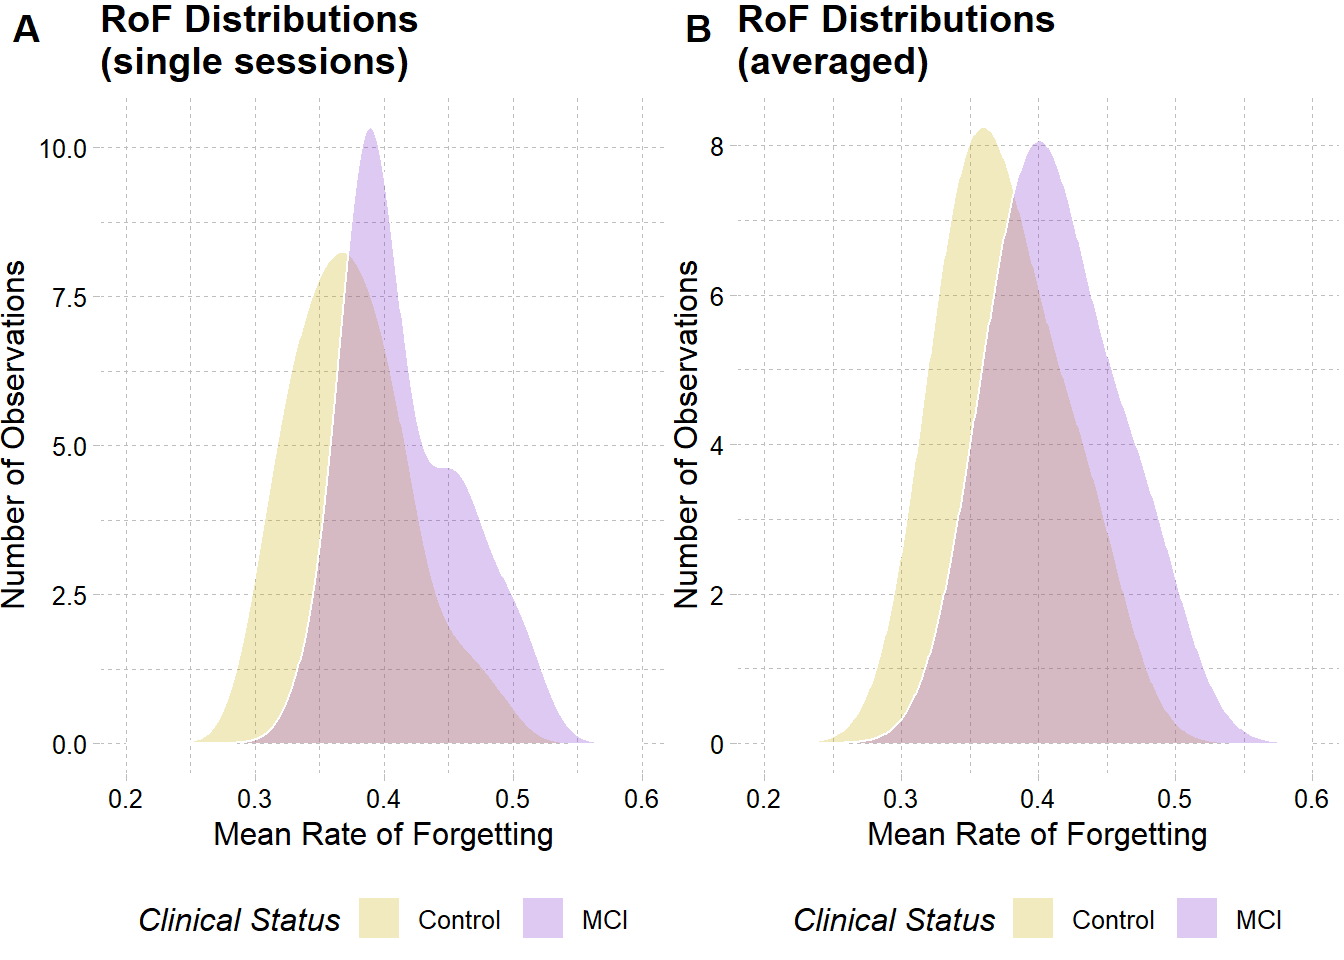 A
RoF Distributions
(single sessions)
Number of Observations
10.0
7.5
5.0
2.5
0.0
0.2 0.3 0.4 0.5 0.6
Mean Rate of Forgetting
Clinical Status Control MCI
B
RoF Distributions
(averaged)
Number of Observations
8
6
4
2
0
0.2 0.3 0.4 0.5 0.6
Mean Rate of Forgetting
Clinical Status Control MCI